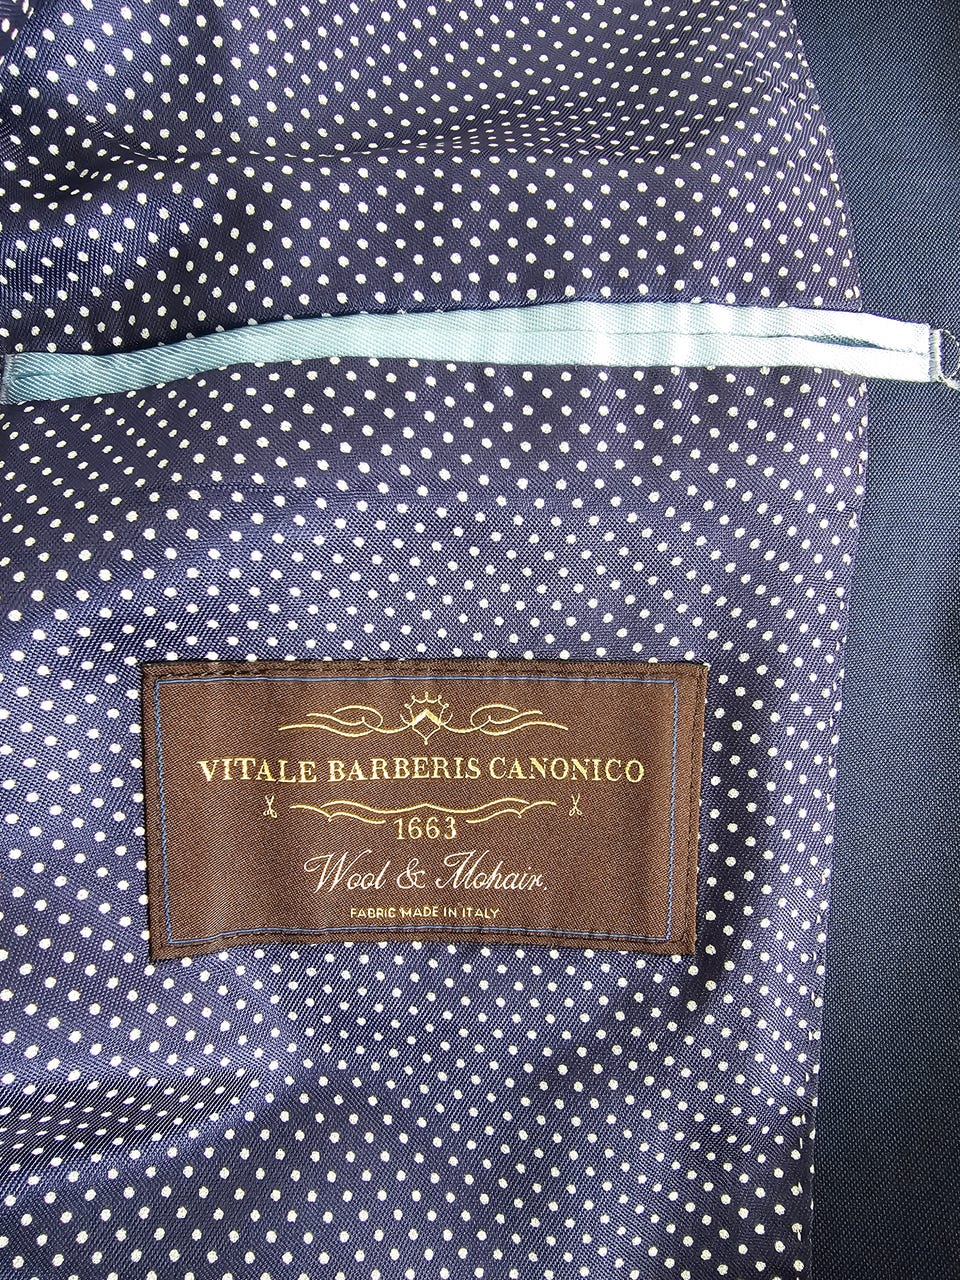 VITALE BARBERIS CANONICO
1663
Wool & Mohair.
FABRIC MADE IN ITALY